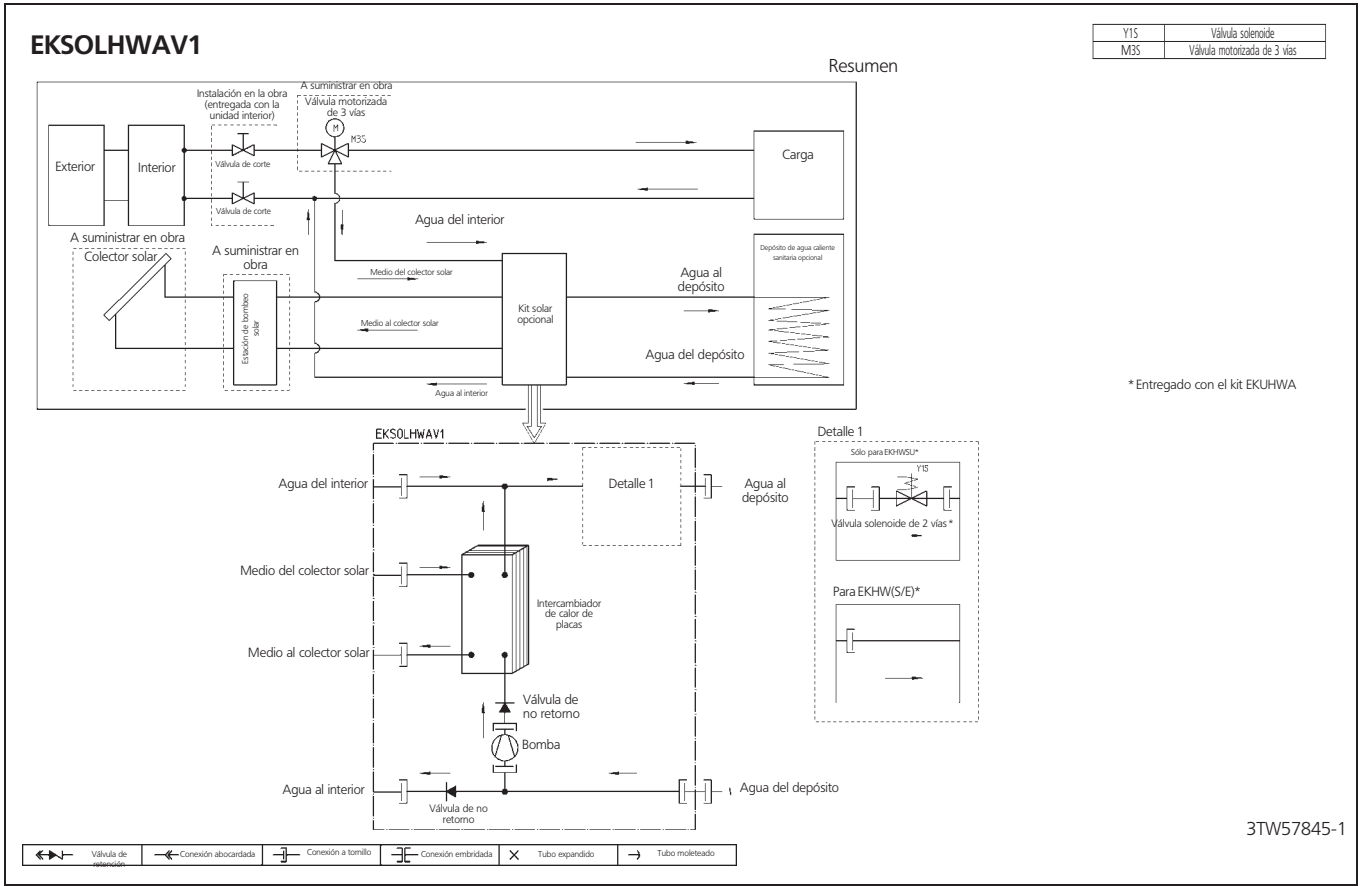 EKSOLHWAV1
Y1S Válvula solenoide
M3S Válvula motorizada de 3 vías
Resumen
Instalación en la obra
(entregada con la
unidad interior)
A suministrar en obra
Válvula motorizada
de 3 vías
M
M3S
Exterior
Interior
Válvula de corte
Válvula de corte
Carga
A suministrar en obra
Colector solar
A suministrar en
obra
Estación de bombeo
solar
Agua del interior
Medio del colector solar
Medio al colector solar
Agua al interior
Kit solar
opcional
Agua al
depósito
Agua del depósito
Depósito de agua caliente
sanitaria opcional
*Entregado con el kit EKUHWA
EKSOLHWAV1
Agua del interior
Detalle 1
Agua al
depósito
Medio del colector solar
Intercambiador
de calor de
placas
Medio al colector solar
Válvula de
no retorno
Bomba
Agua al interior
Válvula de no
retorno
Agua del depósito
Detalle 1
Sólo para EKHWSU*
Y1S
Válvula solenoide de 2 vías*
Para EKHW(S/E)*
3TW57845-1
Válvula de
retención
Conexión abocardada
Conexión a tornillo
Conexión embridada
Tubo expandido
Tubo moleteado